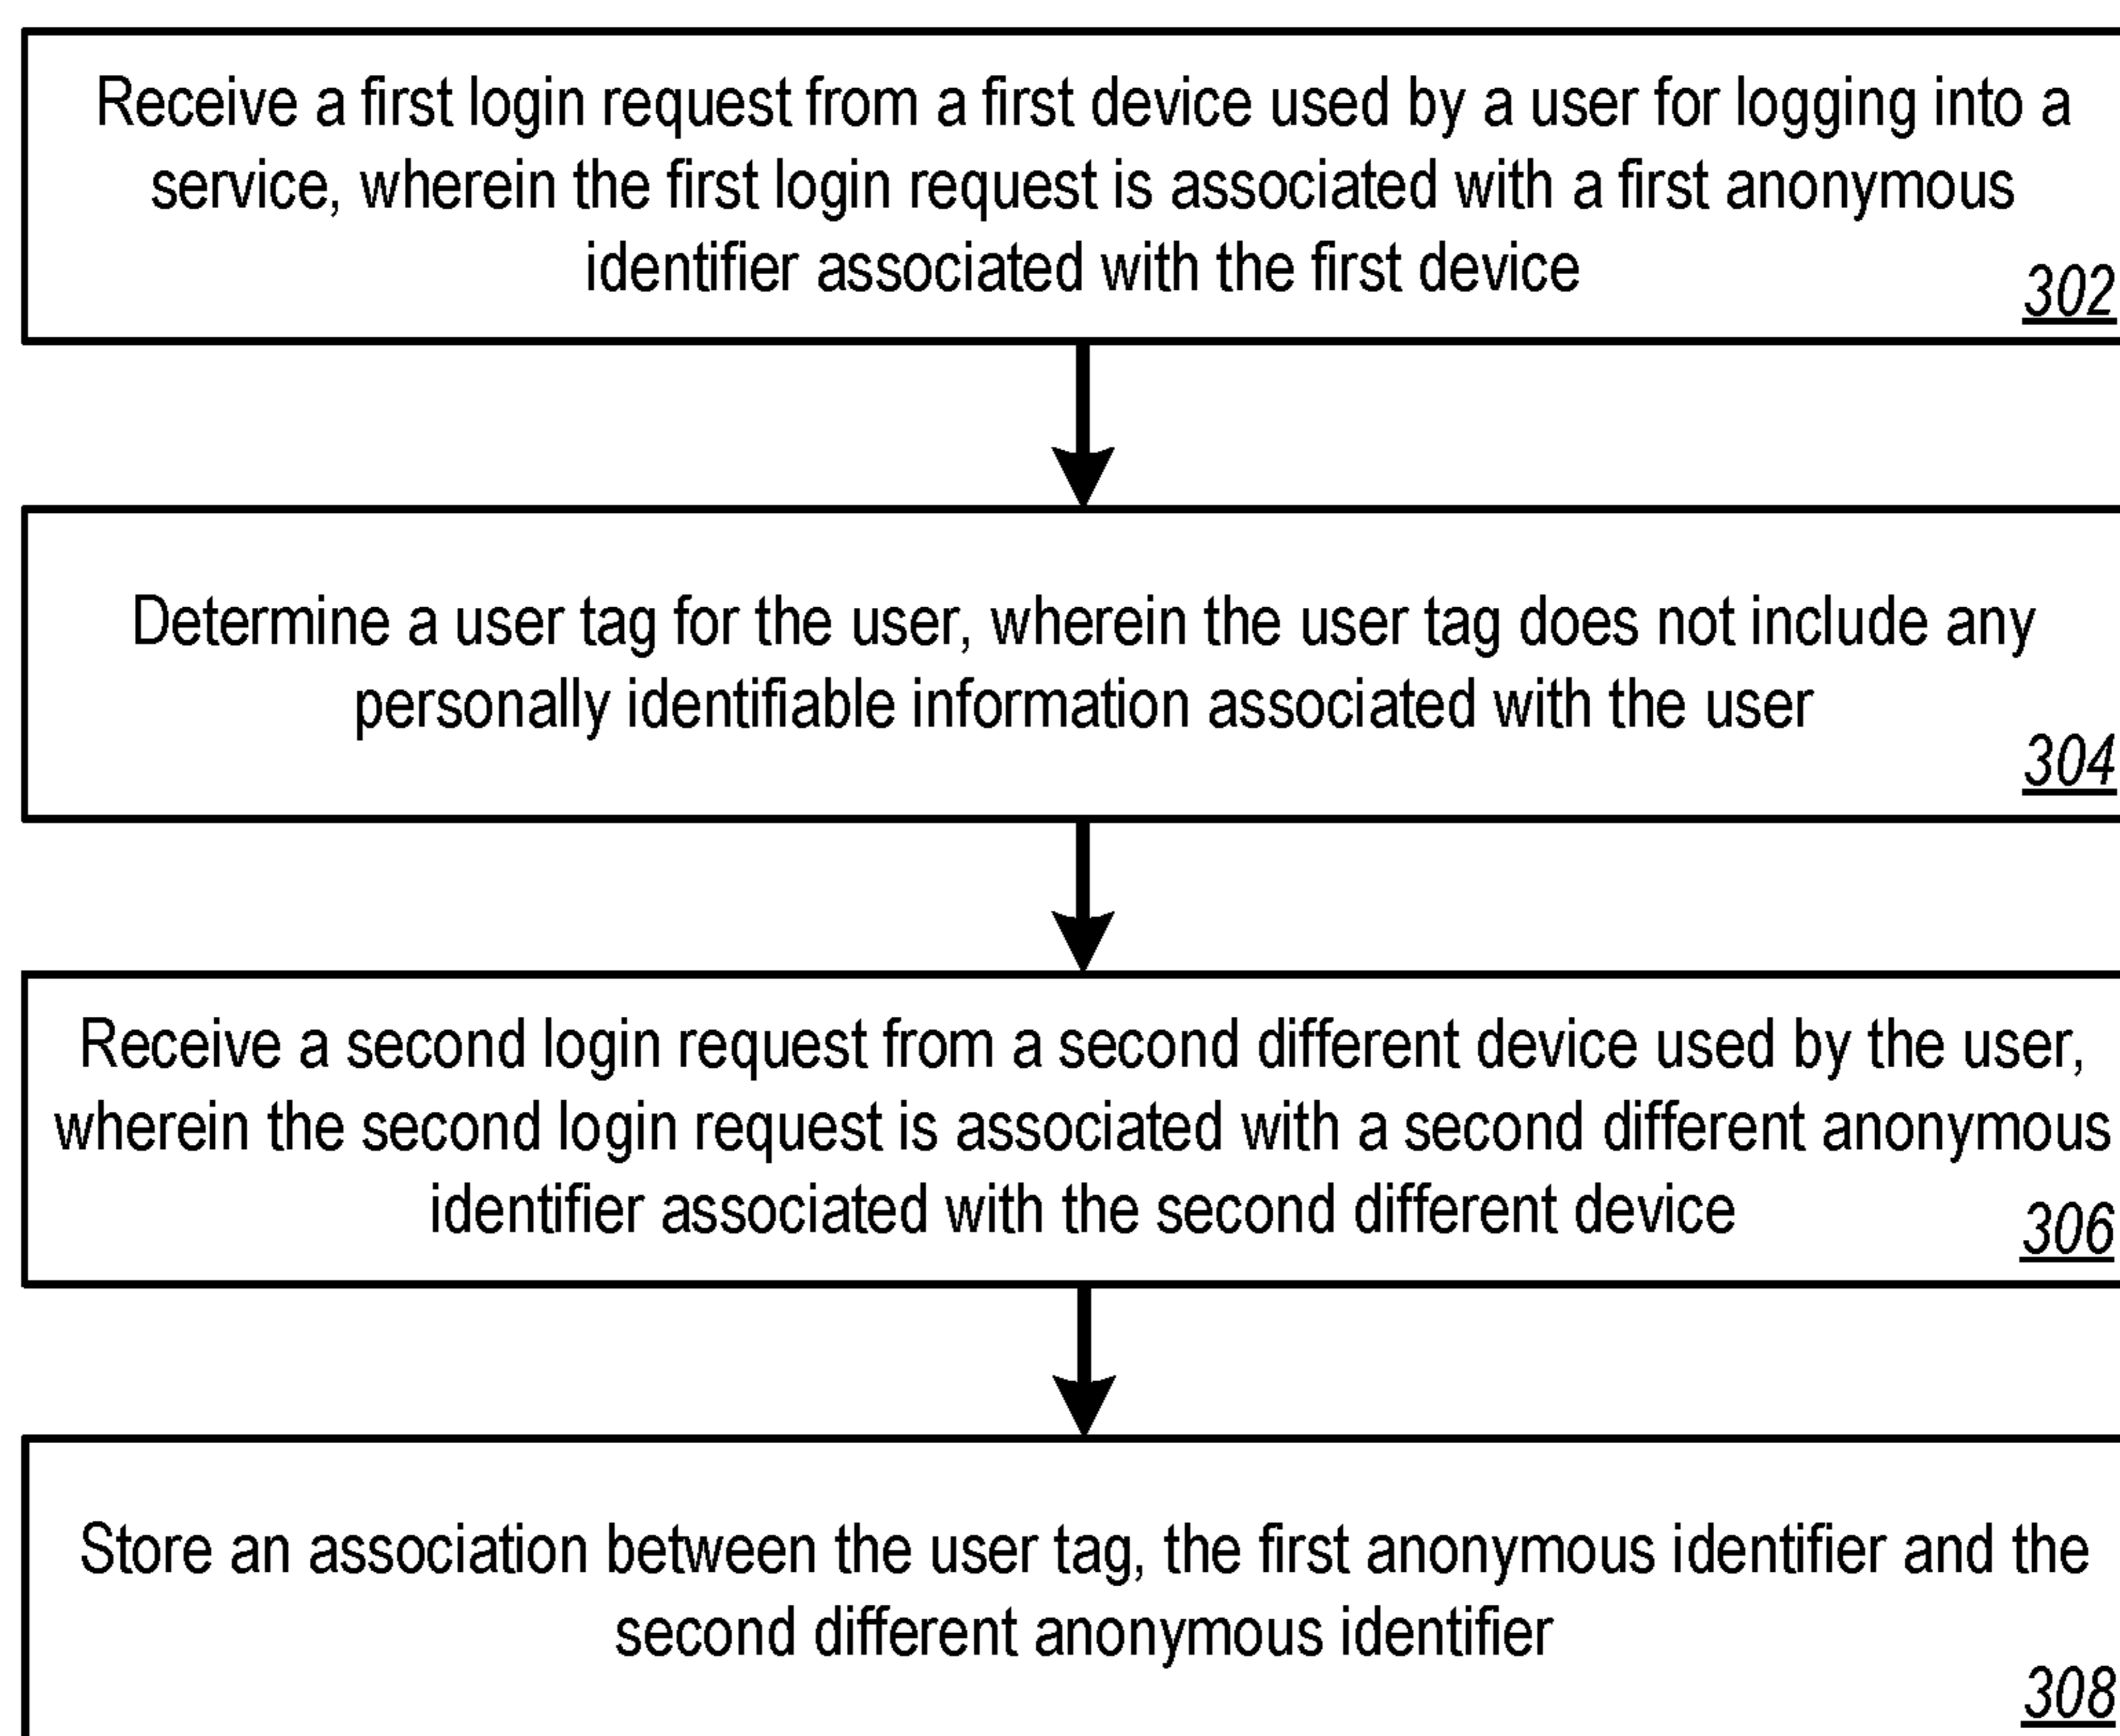 Receive a first login request from a first device used by a user for logging into a
service, wherein the first login request is associated with a first anonymous
identifier associated with the first device
302
Determine a user tag for the user, wherein the user tag does not include any
personally identifiable information associated with the user
304
Receive a second login request from a second different device used by the user,
wherein the second login request is associated with a second different anonymous
identifier associated with the second different device
306
Store an association between the user tag, the first anonymous identifier and the
second different anonymous identifier
308